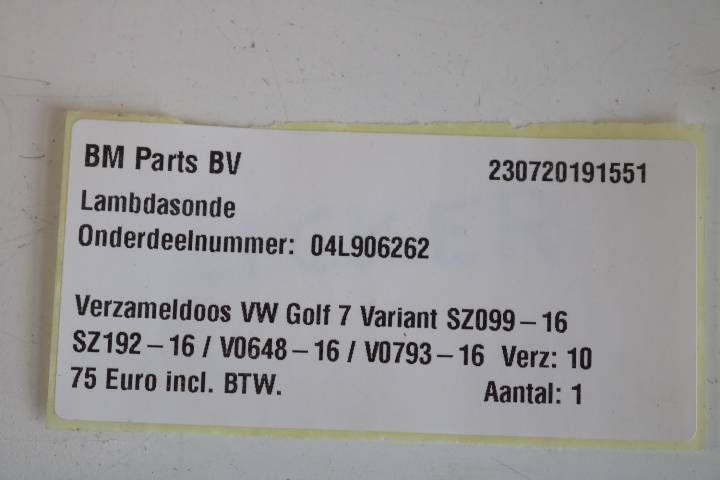 BM Parts BV 230720191551
Lambdasonde
Onderdeelnummer: 04L906262
Verzameldoos VW Golf 7 Variant SZ099-16
SZ192-16 / V0648-16 / V0793-16 Verz: 10
75 Euro incl. BTW. Aantal: 1